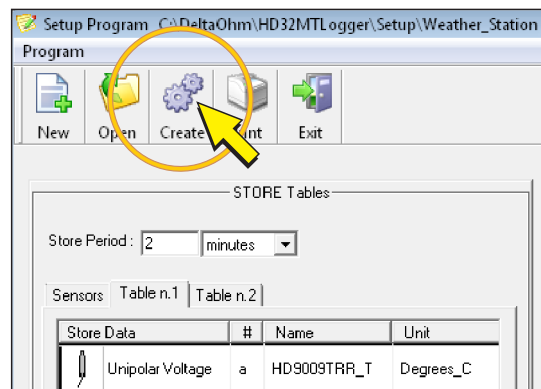 Setup Program C:\DeltaOhm\HD32MTLogger\Setup\Weather_Station
Program
New Open Create Exit
STORE Tables
Store Period : 2 minutes
Sensors Table n.1 Table n.2
Store Data # Name Unit
Unipolar Voltage a HD9009TRR_T Degrees_C